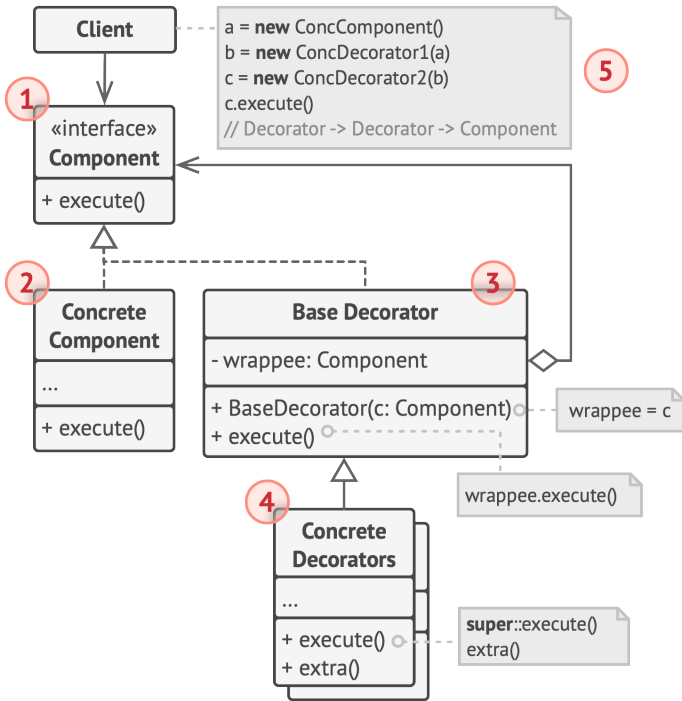 Client
a = new ConcComponent()
b = new ConcDecorator1(a)
c = new ConcDecorator2(b)
c.execute()
// Decorator -> Decorator -> Component
5
1
«interface»
Component
+ execute()
2
Concrete
Component
...
+ execute()
3
Base Decorator
- wrappee: Component
+ BaseDecorator(c: Component)
+ execute()
wrappee = c
wrappee.execute()
4
Concrete
Decorators
...
+ execute()
+ extra()
super::execute()
extra()